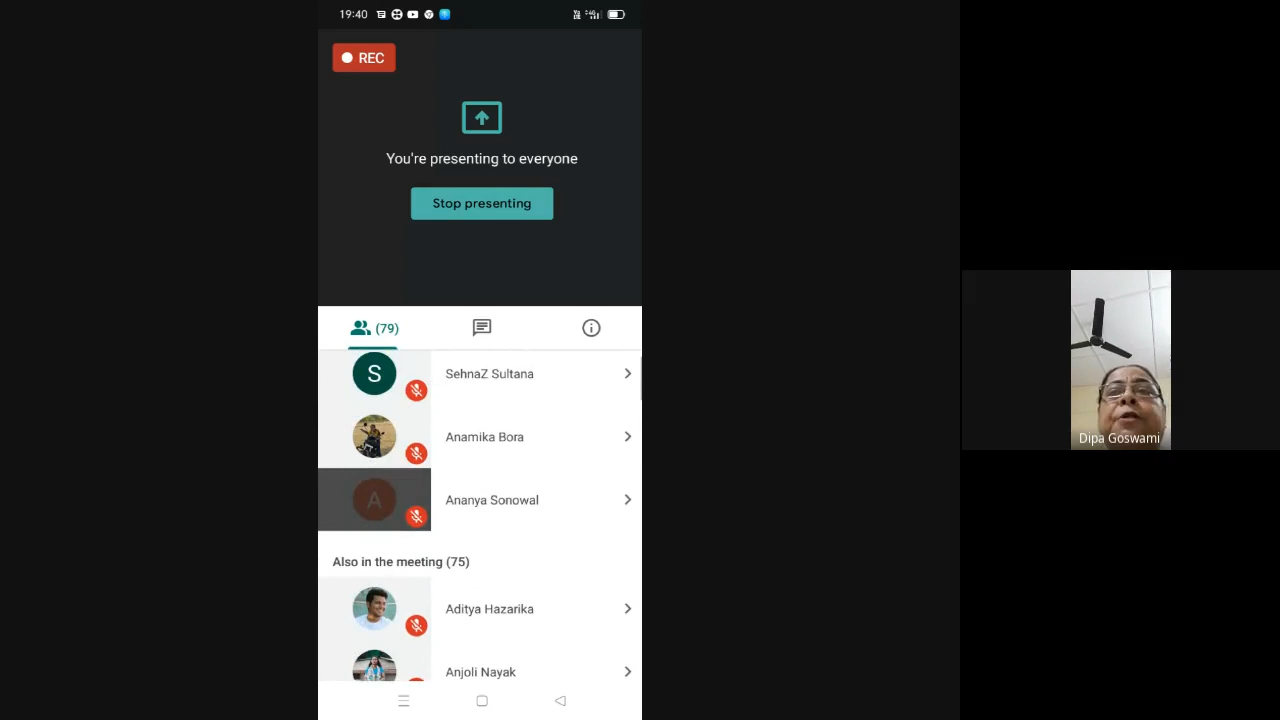 19:40
REC
You're presenting to everyone
Stop presenting
(79)
S
SehnaZ Sultana
Anamika Bora
A
Ananya Sonowal
Also in the meeting (75)
Aditya Hazarika
Anjoli Nayak
Dipa Goswami